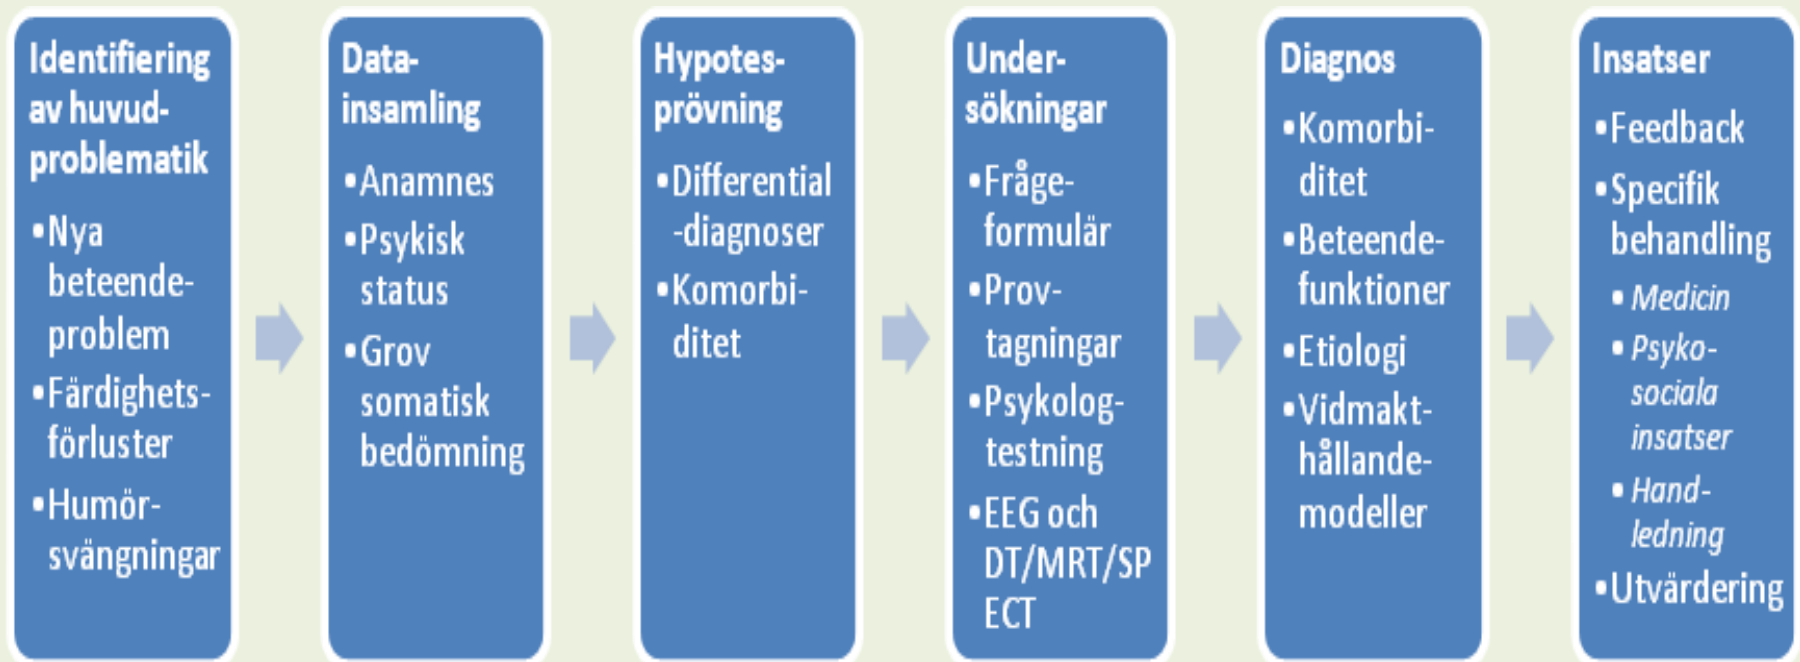 Identifiering
av huvud-
problematik
•Nya
beteende-
problem
•Färdighets-
förluster
•Humör-
svängningar
Data-
insamling
•Anamnes
•Psykisk
status
•Grov
somatisk
bedömning
Hypotes-
prövning
•Differential
-diagnoser
•Komorbi-
ditet
Under-
sökningar
•Fråge-
formulär
•Prov-
tagningar
•Psykolog-
testning
•EEG och
DT/MRT/SP
ECT
Diagnos
•Komorbi-
ditet
•Beteende-
funktioner
•Etiologi
•Vidmakt-
hållande-
modeller
Insatser
•Feedback
•Specifik
behandling
•Medicin
•Psyko-
sociala
insatser
•Hand-
ledning
•Utvärdering